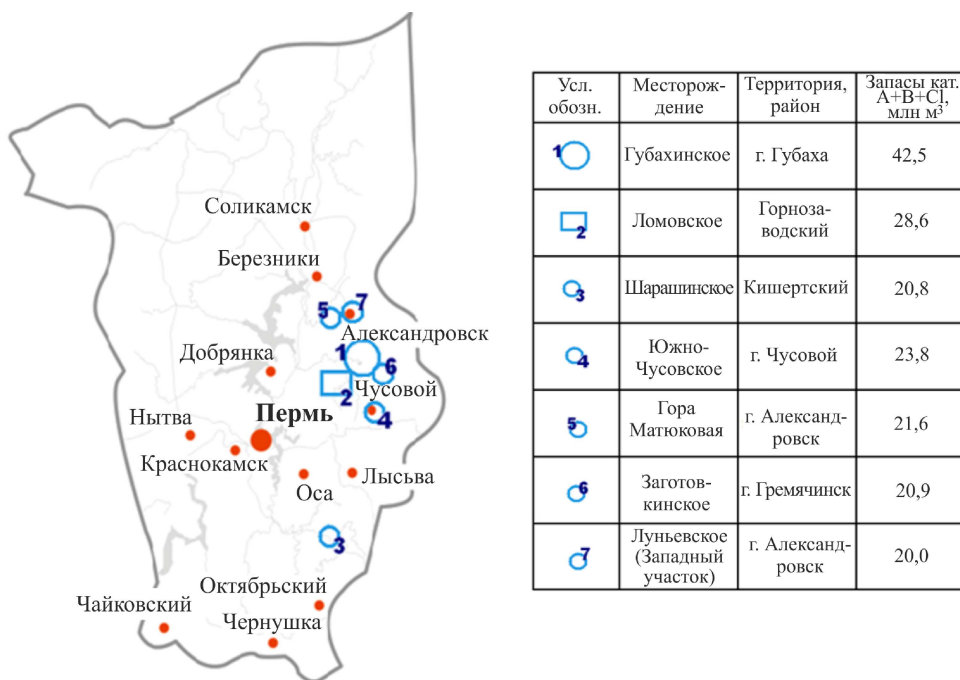 Соликамск
Березники
5
7
Александровск
1
6
Добрянка
2
Чусовой
4
Пермь
Нытва
Краснокамск
Оса
Лысьва
3
Октябрьский
Чайковский
Чернушка
Усл. обозн.
Месторож-
дение
Территория,
район
Запасы кат.
A+B+Cl,
млн м³
1
Губахинское
г. Губаха
42,5
2
Ломовское
Горноза-
водский
28,6
3
Шарашинское
Кишертский
20,8
4
Южно-
Чусовское
г. Чусовой
23,8
5
Гора
Матюковая
г. Александ-
ровск
21,6
6
Заготов-
кинское
г. Гремячинск
20,9
7
Луньевское
(Западный
участок)
г. Александ-
ровск
20,0